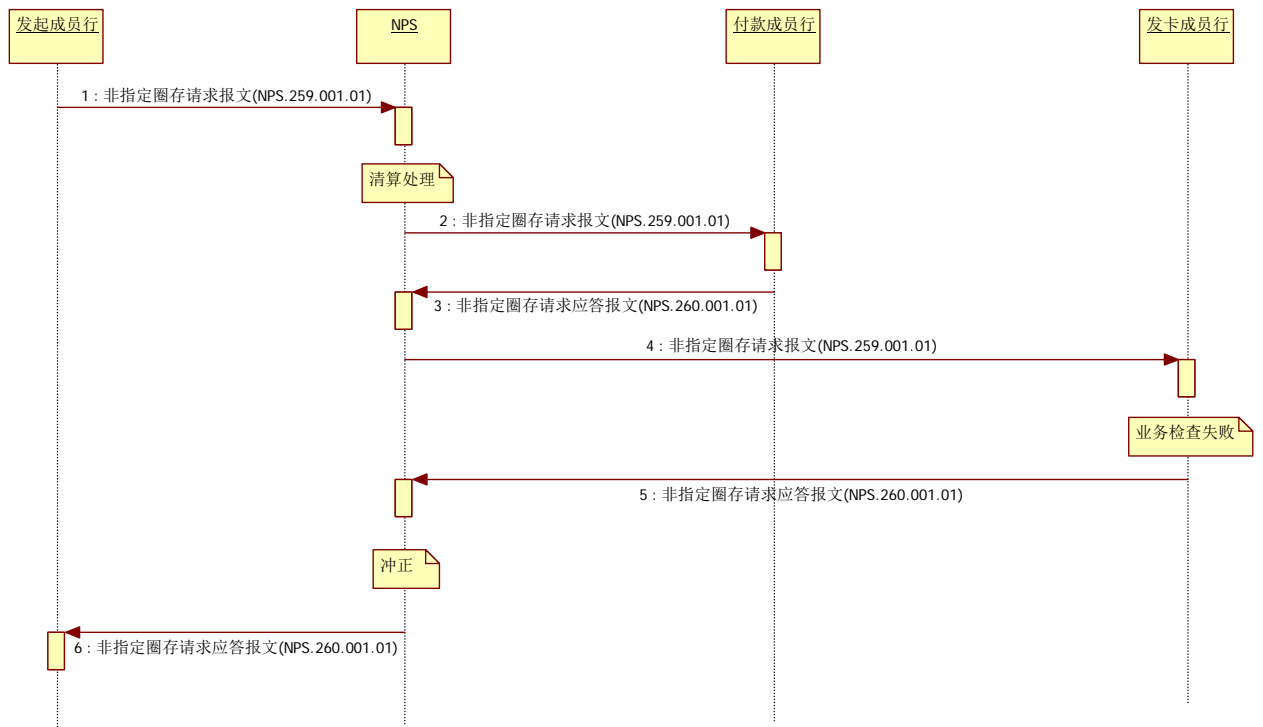 发起成员行
NPS
付款成员行
发卡成员行
1 : 非指定圈存请求报文(NPS.259.001.01)
清算处理
2 : 非指定圈存请求报文(NPS.259.001.01)
3 : 非指定圈存请求应答报文(NPS.260.001.01)
4 : 非指定圈存请求报文(NPS.259.001.01)
业务检查失败
5 : 非指定圈存请求应答报文(NPS.260.001.01)
冲正
6 : 非指定圈存请求应答报文(NPS.260.001.01)